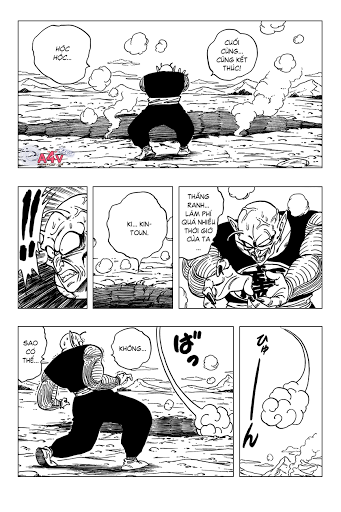 HỘC
HỘC...
CUỐI
CÙNG...
CŨNG KẾT
THÚC!
A4V
!!!
KI... KIN-
TOUN.
THẰNG
RANH...
LÀM PHÍ
QUÁ NHIỀU
THỜI GIỜ
CỦA TA
...
SAO
CÓ
THỂ...
KHÔNG...
ばっ
ひゅーん